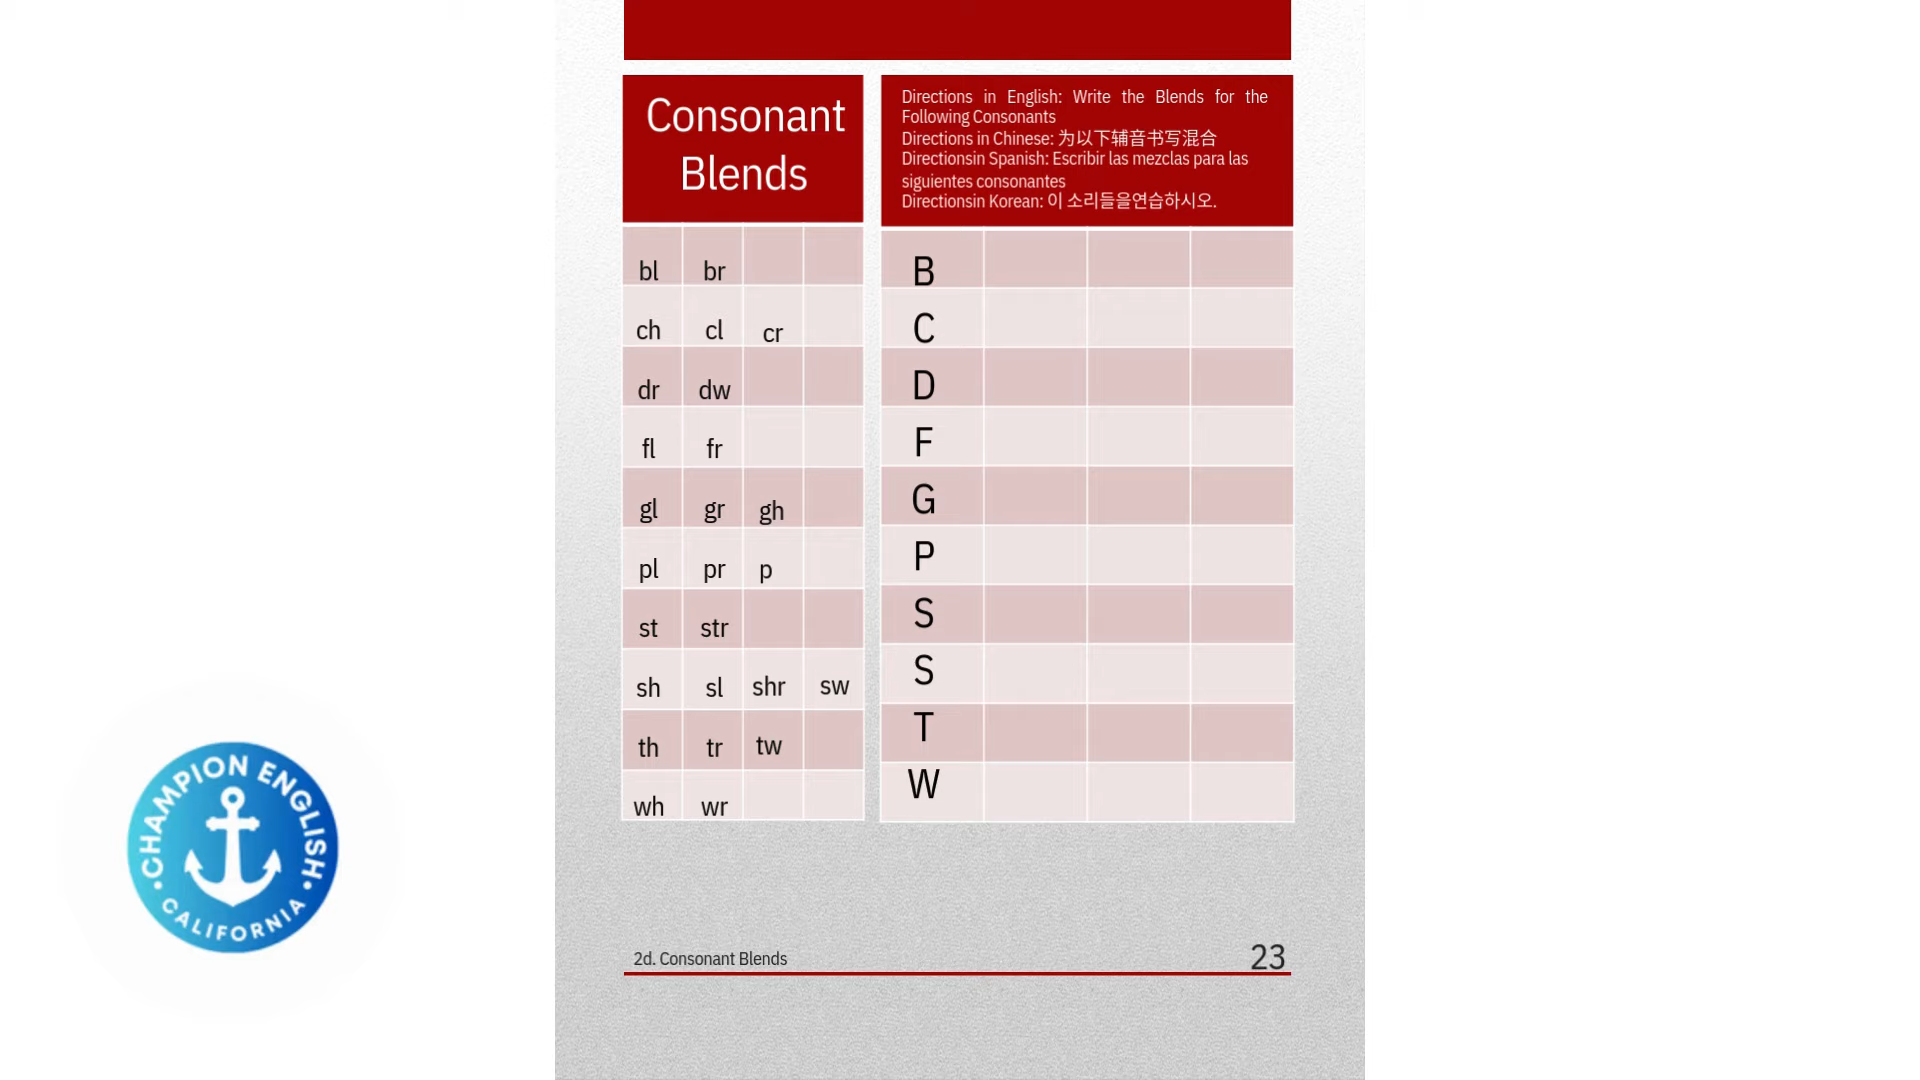 Consonant
Blends
Directions in English: Write the Blends for the
Following Consonants
Directions in Chinese: 为以下辅音书写混合
Directionsin Spanish: Escribir las mezclas para las
siguientes consonantes
Directionsin Korean: 이 소리들을연습하시오.
bl br
ch cl cr
dr dw
fl fr
gl gr gh
pl pr p
st str
sh sl shr sw
th tr tw
wh wr
B
C
D
F
G
P
S
S
T
W
CHAMPION ENGLISH
CALIFORNIA
2d. Consonant Blends
23